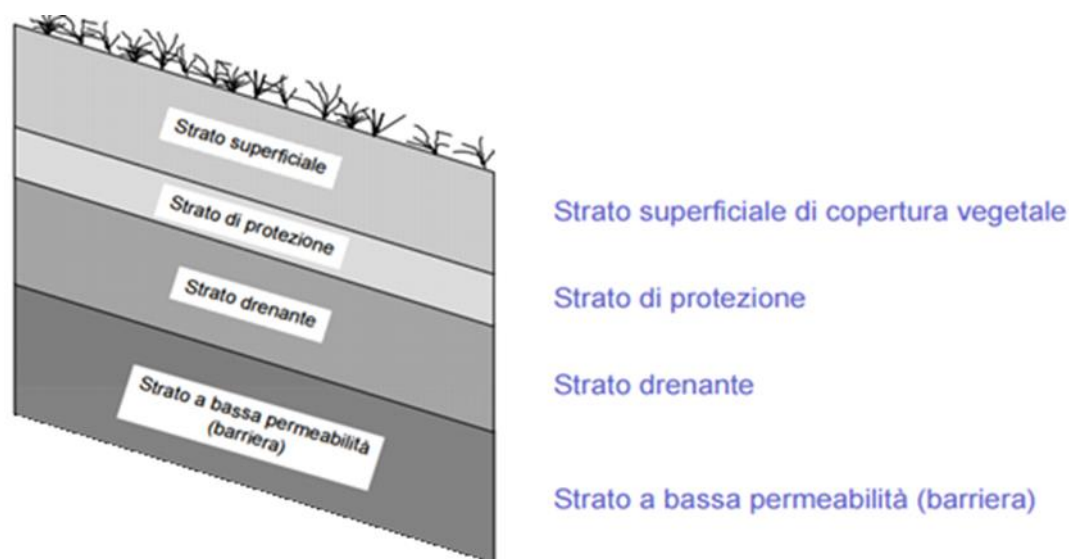 Strato superficiale
Strato di protezione
Strato drenante
Strato a bassa permeabilità
(barriera)
Strato superficiale di copertura vegetale
Strato di protezione
Strato drenante
Strato a bassa permeabilità (barriera)